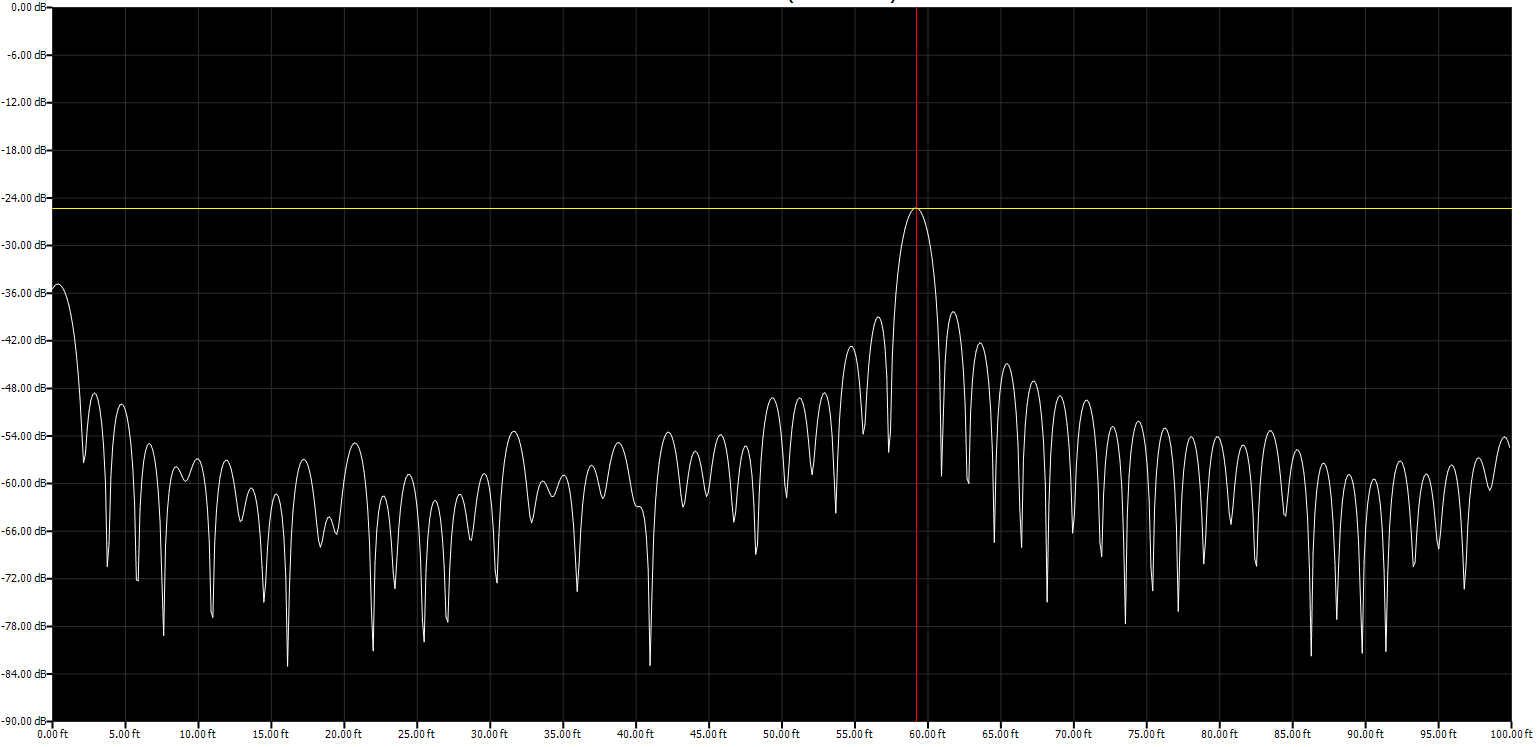 0.00 dB
-6.00 dB
-12.00 dB
-18.00 dB
-24.00 dB
-30.00 dB
-36.00 dB
-42.00 dB
-48.00 dB
-54.00 dB
-60.00 dB
-66.00 dB
-72.00 dB
-78.00 dB
-84.00 dB
-90.00 dB
0.00 ft 5.00 ft 10.00 ft 15.00 ft 20.00 ft 25.00 ft 30.00 ft 35.00 ft 40.00 ft 45.00 ft 50.00 ft 55.00 ft 60.00 ft 65.00 ft 70.00 ft 75.00 ft 80.00 ft 85.00 ft 90.00 ft 95.00 ft 100.00 ft